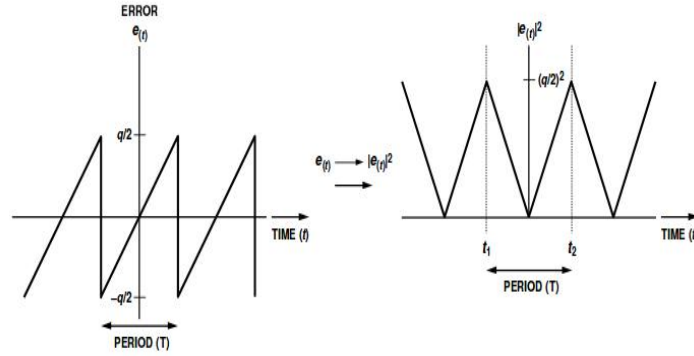 ERROR
e(t)
q/2
–q/2
TIME (t)
PERIOD (T)
e(t) → |e(t)|²
|e(t)|²
(q/2)²
t₁
t₂
TIME (t
PERIOD (T)